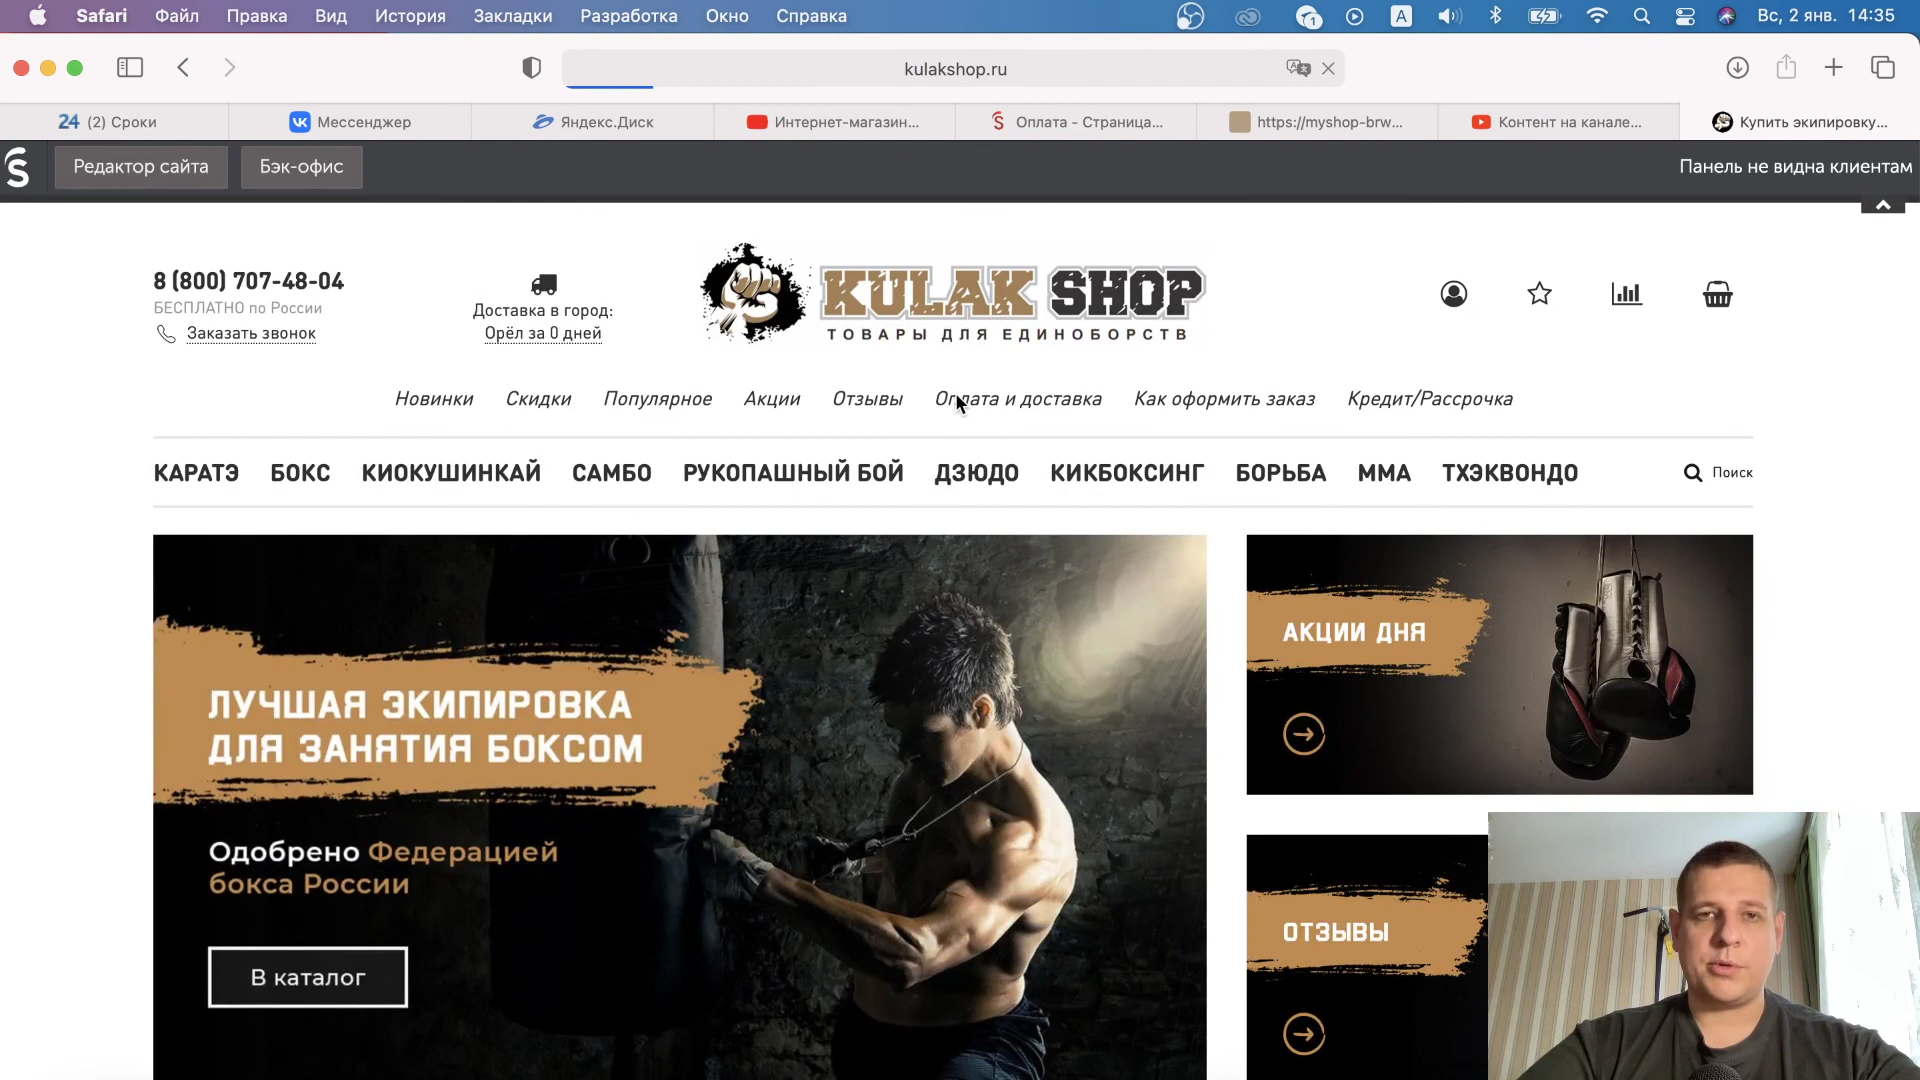 Safari Файл Правка Вид История Закладки Разработка Окно Справка
1 A Вс, 2 янв. 14:35
kulakshop.ru
24 (2) Сроки
Мессенджер
Яндекс.Диск
Интернет-магазин...
Оплата - Страница...
https://myshop-brw...
Контент на канале...
Купить экипировку...
Редактор сайта Бэк-офис Панель не видна клиентам
8 (800) 707-48-04
БЕСПЛАТНО по России
Заказать звонок
Доставка в город:
Орёл за 0 дней
KULAK SHOP
ТОВАРЫ ДЛЯ ЕДИНОБОРСТВ
Новинки Скидки Популярное Акции Отзывы Оплата и доставка Как оформить заказ Кредит/Рассрочка
КАРАТЭ БОКС КИОКУШИНКАЙ САМБО РУКОПАШНЫЙ БОЙ ДЗЮДО КИКБОКСИНГ БОРЬБА ММА ТХЭКВОНДО Поиск
ЛУЧШАЯ ЭКИПИРОВКА
ДЛЯ ЗАНЯТИЯ БОКСОМ
Одобрено Федерацией
бокса России
В каталог
АКЦИИ ДНЯ
ОТЗЫВЫ